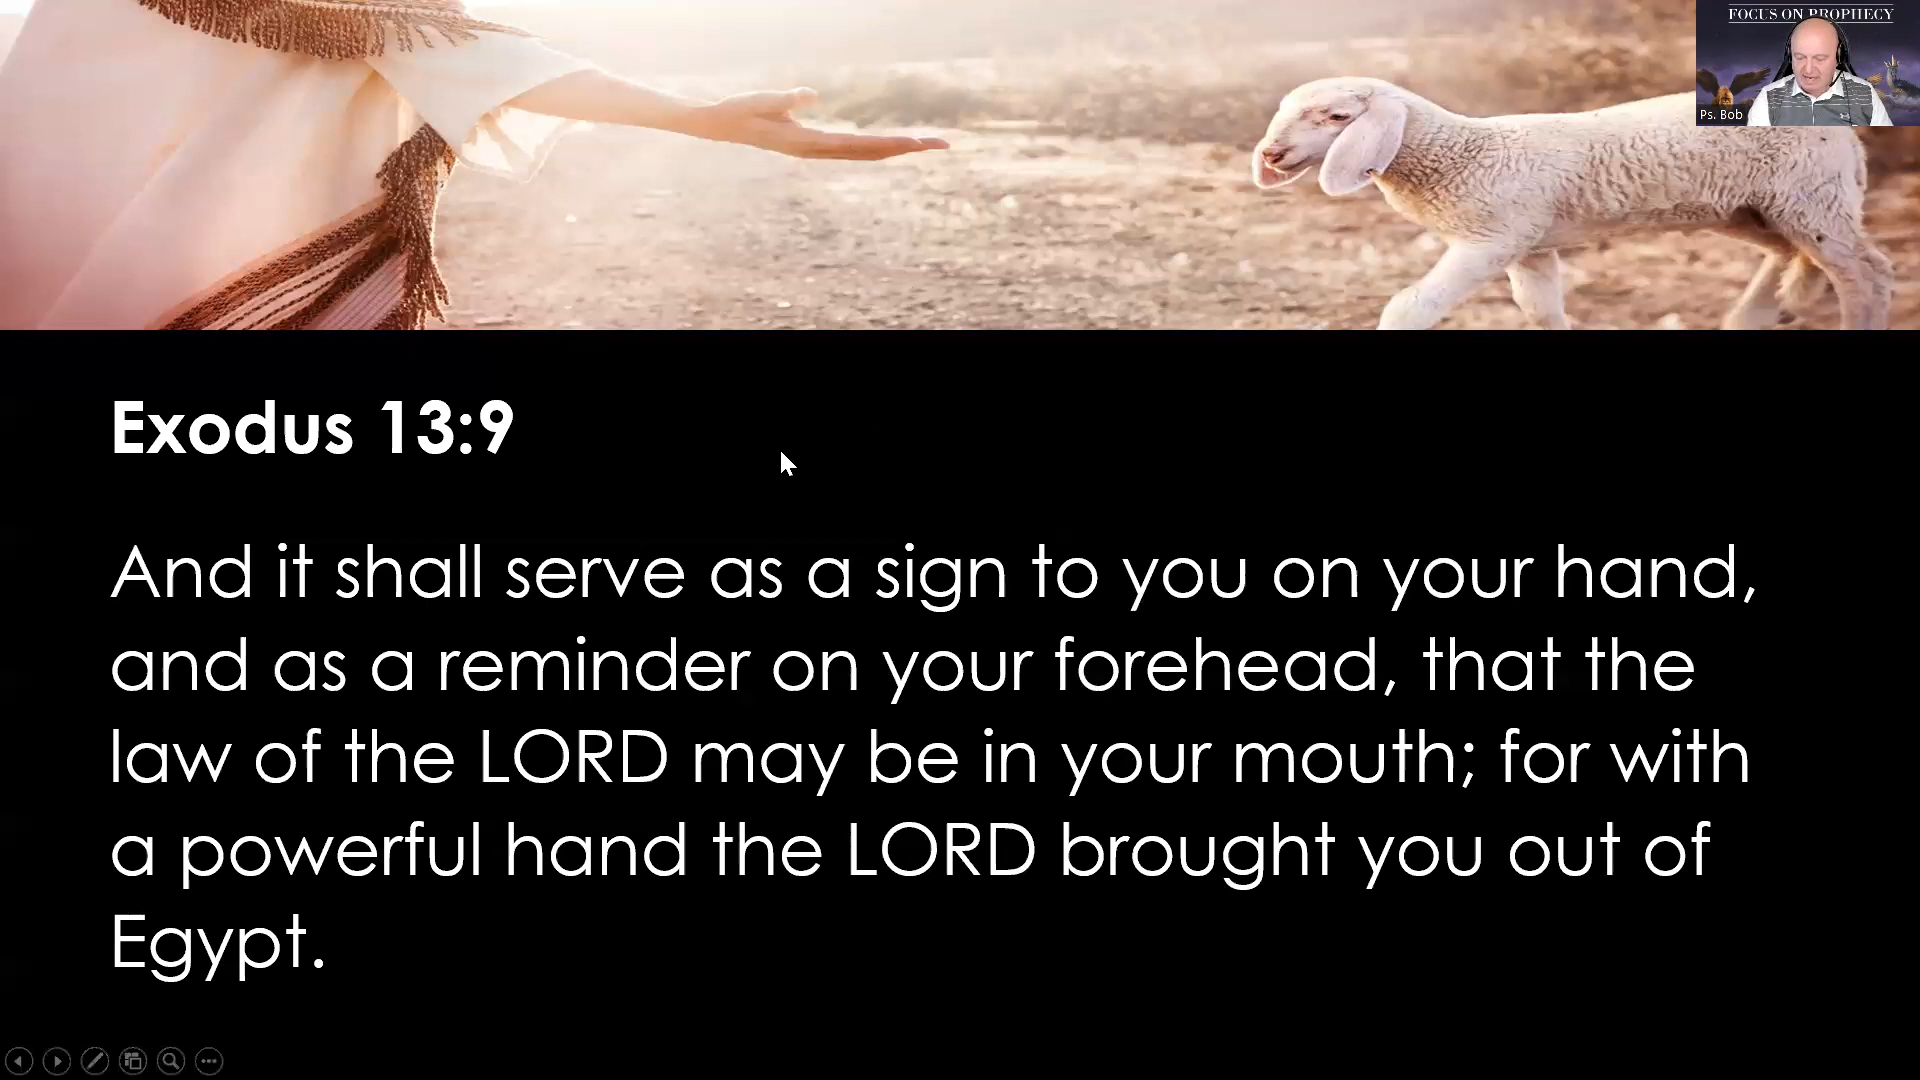 FOCUS ON PROPHECY
Ps. Bob
Exodus 13:9
And it shall serve as a sign to you on your hand,
and as a reminder on your forehead, that the
law of the LORD may be in your mouth; for with
a powerful hand the LORD brought you out of
Egypt.